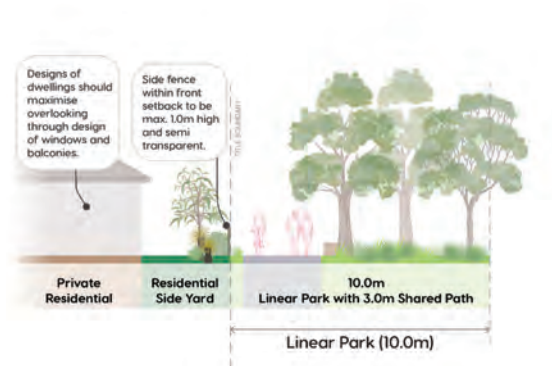 Designs of
dwellings should
maximise
overlooking
through design
of windows and
balconies.
Side fence
within front
setback to be
max. 1.0m high
and semi
transparent.
TITLE BOUNDARY
Private
Residential
Residential
Side Yard
10.0m
Linear Park with 3.0m Shared Path
Linear Park (10.0m)